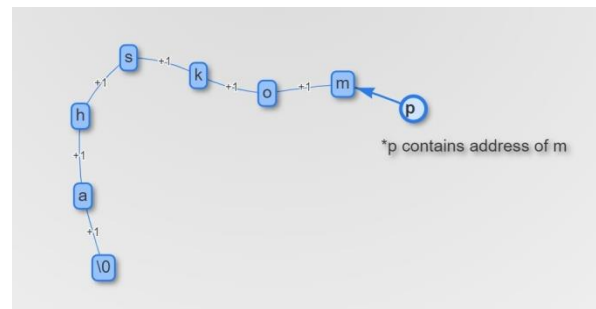 s
+1
k
+1
o
+1
m
p
*p contains address of m
+1
h
+1
a
+1
\0